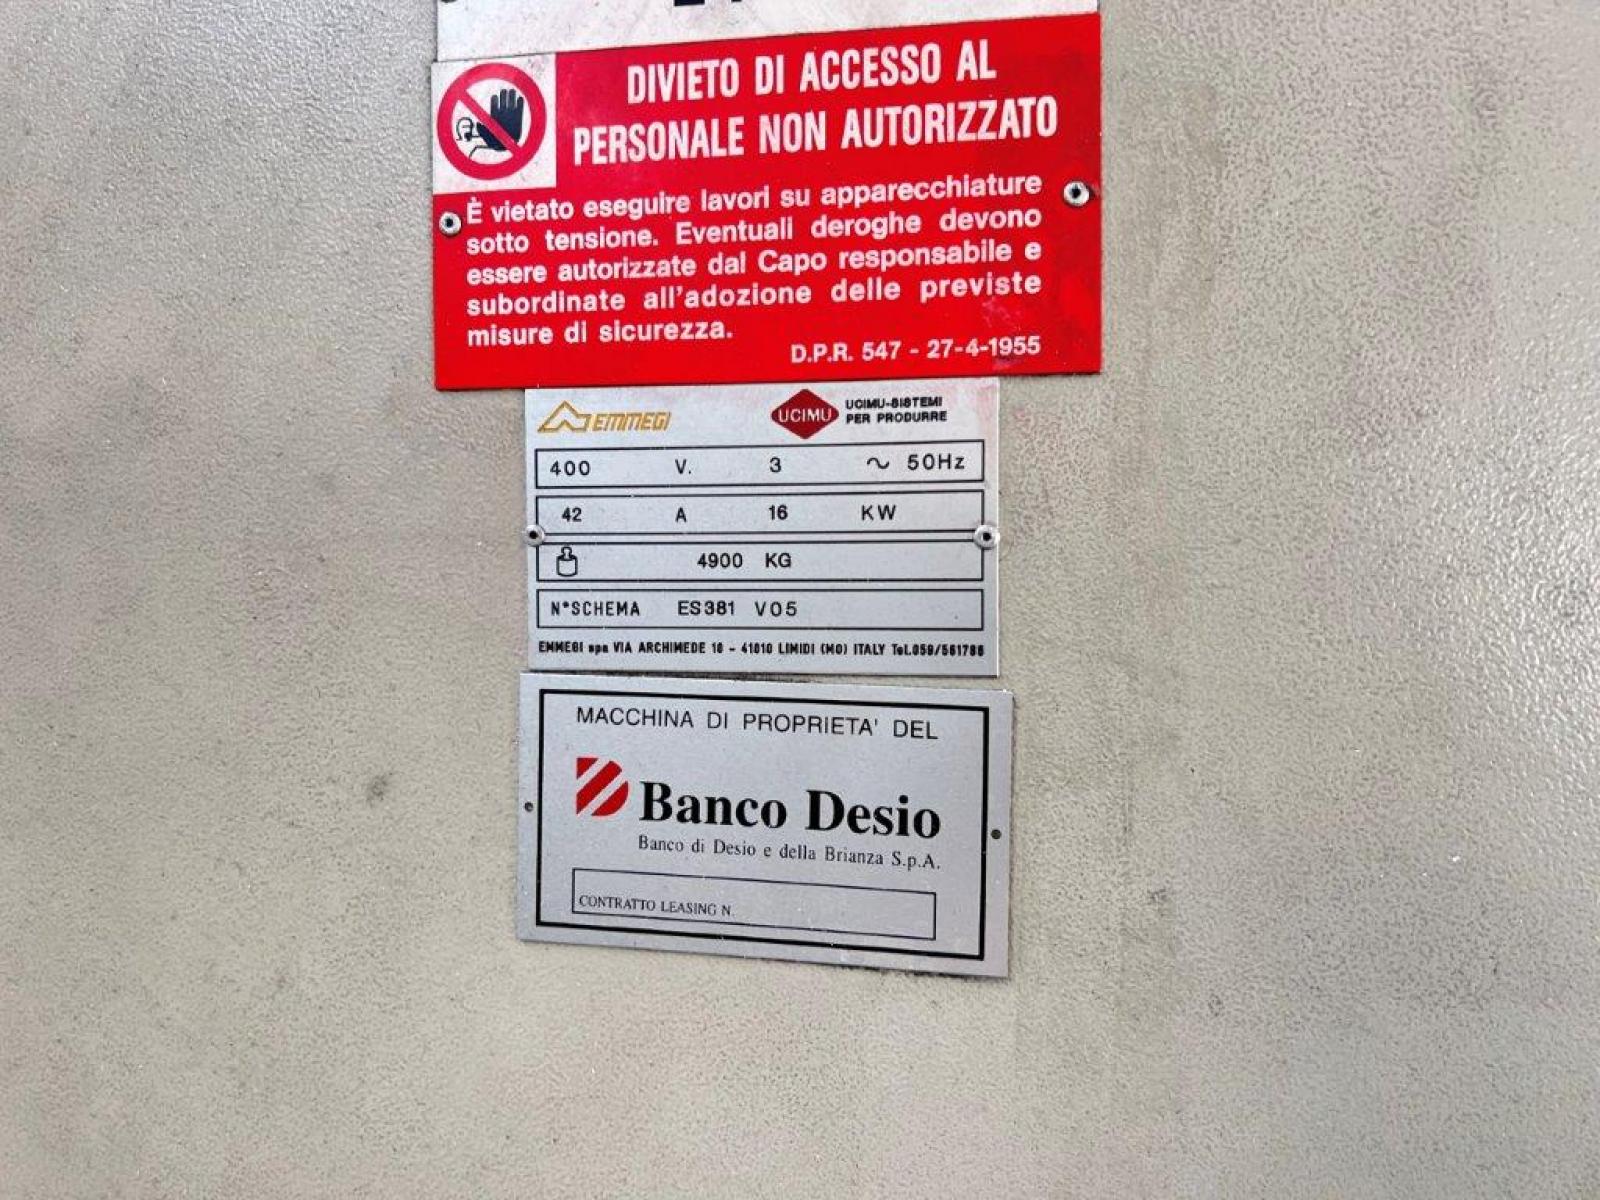 DIVIETO DI ACCESSO AL
PERSONALE NON AUTORIZZATO
È vietato eseguire lavori su apparecchiature
sotto tensione. Eventuali deroghe devono
essere autorizzate dal Capo responsabile e
subordinate all'adozione delle previste
misure di sicurezza.
D.P.R. 547 - 27-4-1955
EMMEGI
UCIMU
UCIMU-SISTEMI
PER PRODURRE
400 V. 3 ~ 50Hz
42 A 16 KW
4900 KG
N°SCHEMA ES381 V05
EMMEGI spa VIA ARCHIMEDE 10 - 41010 LIMIDI (MO) ITALY Tel.059/561786
MACCHINA DI PROPRIETA' DEL
Banco Desio
Banco di Desio e della Brianza S.p.A.
CONTRATTO LEASING N.